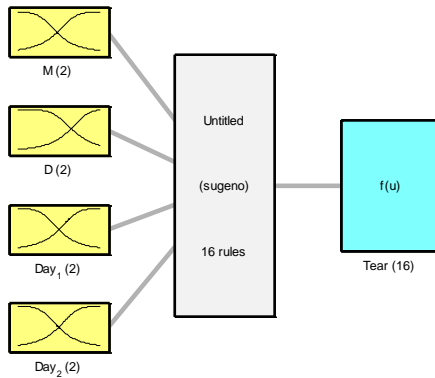 M (2)
D (2)
Day₁ (2)
Day₂ (2)
Untitled
(sugeno)
16 rules
f(u)
Tear (16)